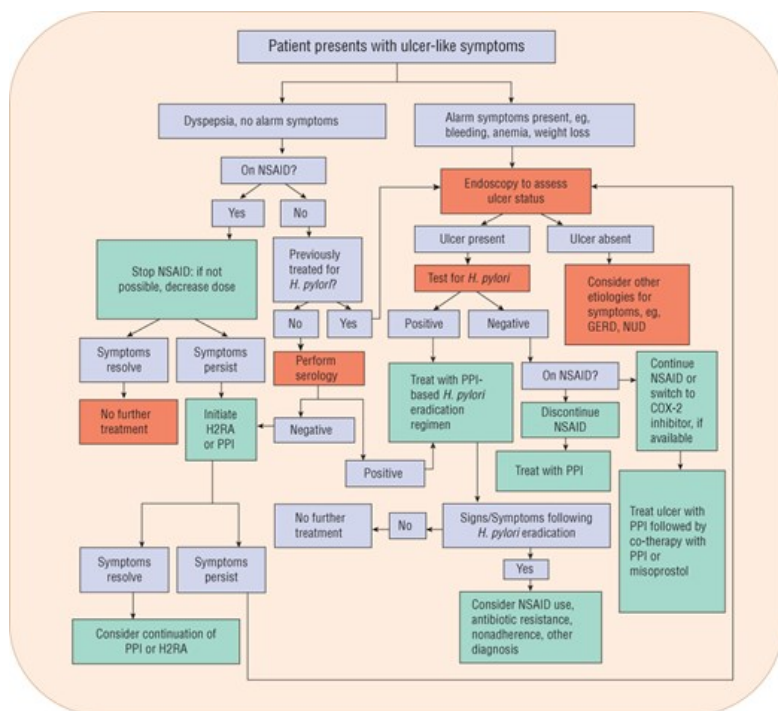 Patient presents with ulcer-like symptoms
Dyspepsia, no alarm symptoms
Alarm symptoms present, eg,
bleeding, anemia, weight loss
On NSAID?
Endoscopy to assess
ulcer status
Yes
No
Ulcer present
Ulcer absent
Stop NSAID: if not
possible, decrease dose
Previously
treated for
H. pylori?
Test for H. pylori
Consider other
etiologies for
symptoms, eg,
GERD, NUD
No
Yes
Positive
Negative
Symptoms
resolve
Symptoms
persist
Perform
serology
Treat with PPI-
based H. pylori
eradication
regimen
On NSAID?
Continue
NSAID or
switch to
COX-2
inhibitor, if
available
No further
treatment
Initiate
H2RA
or PPI
Negative
Discontinue
NSAID
Positive
Treat with PPI
No further
treatment
No
Signs/Symptoms following
H. pylori eradication
Treat ulcer with
PPI followed by
co-therapy with
PPI or
misoprostol
Symptoms
resolve
Symptoms
persist
Yes
Consider continuation of
PPI or H2RA
Consider NSAID use,
antibiotic resistance,
nonadherence, other
diagnosis